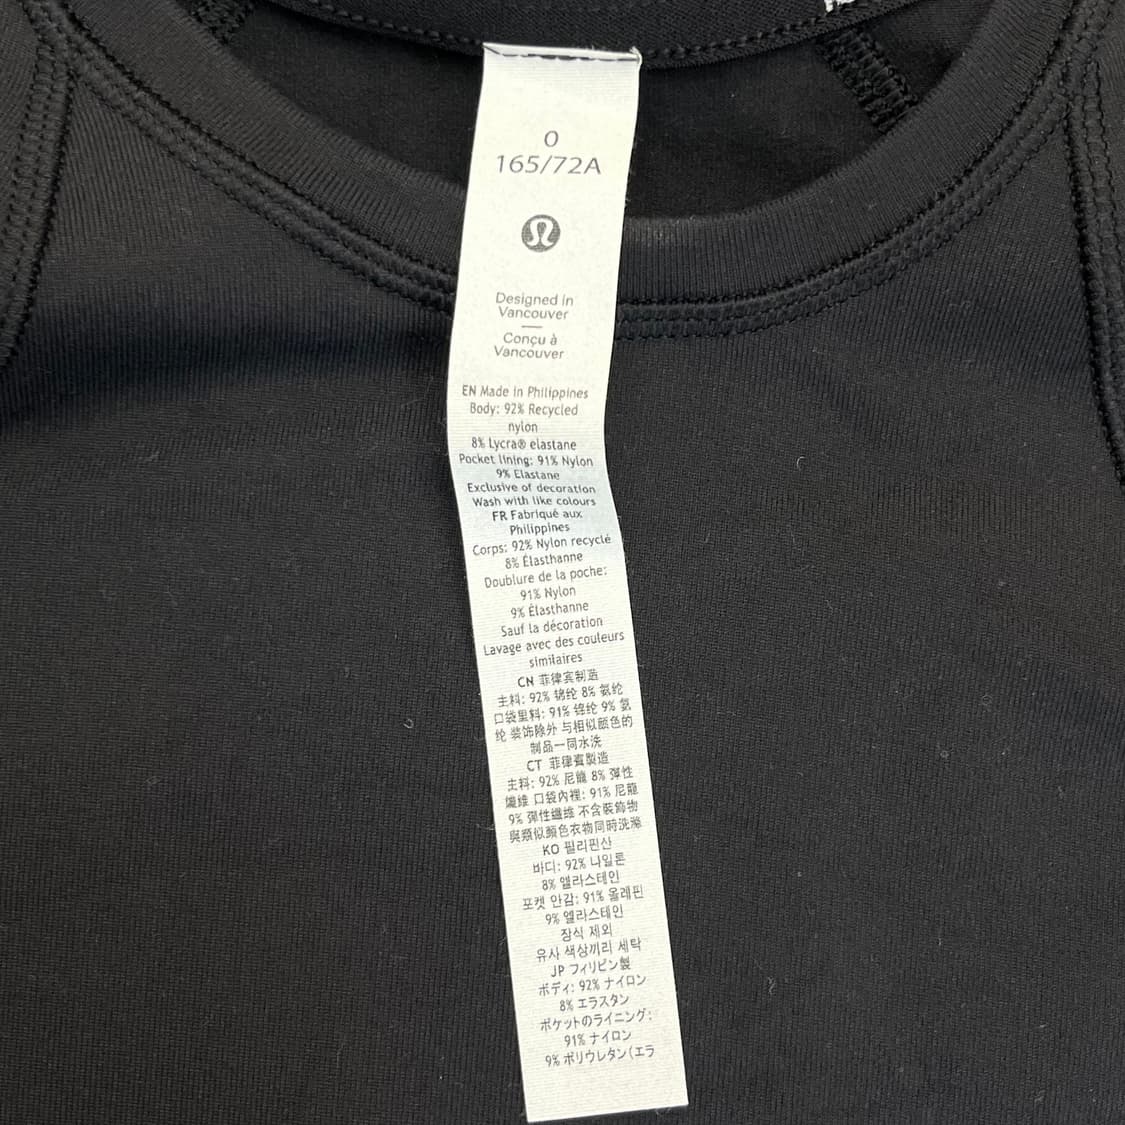 0
165/72A
Designed in
Vancouver
Conçu à
Vancouver
EN Made in Philippines
Body: 92% Recycled
nylon
8% Lycra® elastane
Pocket lining: 91% Nylon
9% Elastane
Exclusive of decoration
Wash with like colours
FR Fabriqué aux
Philippines
Corps: 92% Nylon recyclé
8% Élasthanne
Doublure de la poche:
91% Nylon
9% Élasthanne
Sauf la décoration
Lavage avec des couleurs
similaires
CN 菲律宾制造
主料: 92% 锦纶 8% 氨纶
口袋里料: 91% 锦纶 9% 氨
纶 装饰除外 与相似颜色的
制品一同水洗
CT 菲律賓製造
主料: 92% 尼龍 8% 彈性
纖維 口袋內裡: 91% 尼龍
9% 彈性纖維 不含裝飾物
與類似顏色衣物同時洗滌
KO 필리핀산
바디: 92% 나일론
8% 엘라스테인
포켓 안감: 91% 올레핀
9% 엘라스테인
장식 제외
유사 색상끼리 세탁
JP フィリピン製
ボディ: 92% ナイロン
8% エラスタン
ポケットのライニング:
91% ナイロン
9% ポリウレタン(エラ